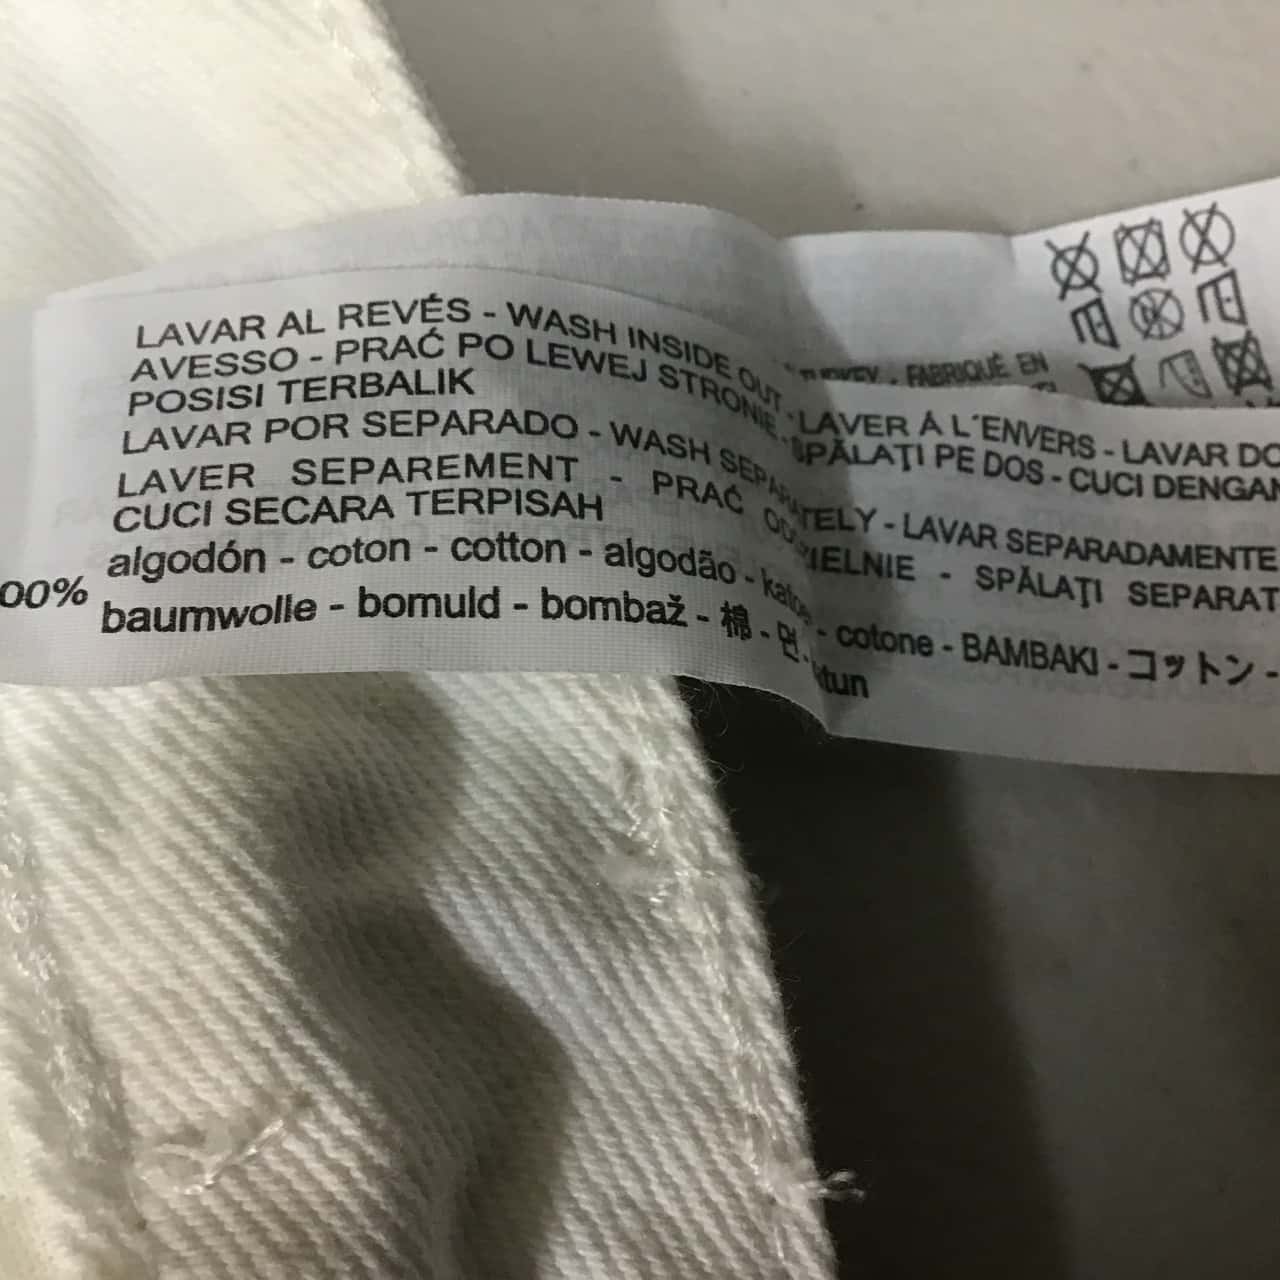 LAVAR AL REVÉS - WASH INSIDE OUT - LAVER À L´ENVERS - LAVAR DO
AVESSO - PRAĆ PO LEWEJ STRONIE - SPĂLAŢI PE DOS - CUCI DENGAN
POSISI TERBALIK
LAVAR POR SEPARADO - WASH SEPARATELY - LAVAR SEPARADAMENTE
LAVER SEPAREMENT - PRAĆ ODDZIELNIE - SPĂLAŢI SEPARAT
CUCI SECARA TERPISAH
00% algodón - coton - cotton - algodão - katoen - cotone - BAMBAKI - コットン -
baumwolle - bomuld - bombaž - 棉 - 면 -
FABRIQUÉ EN